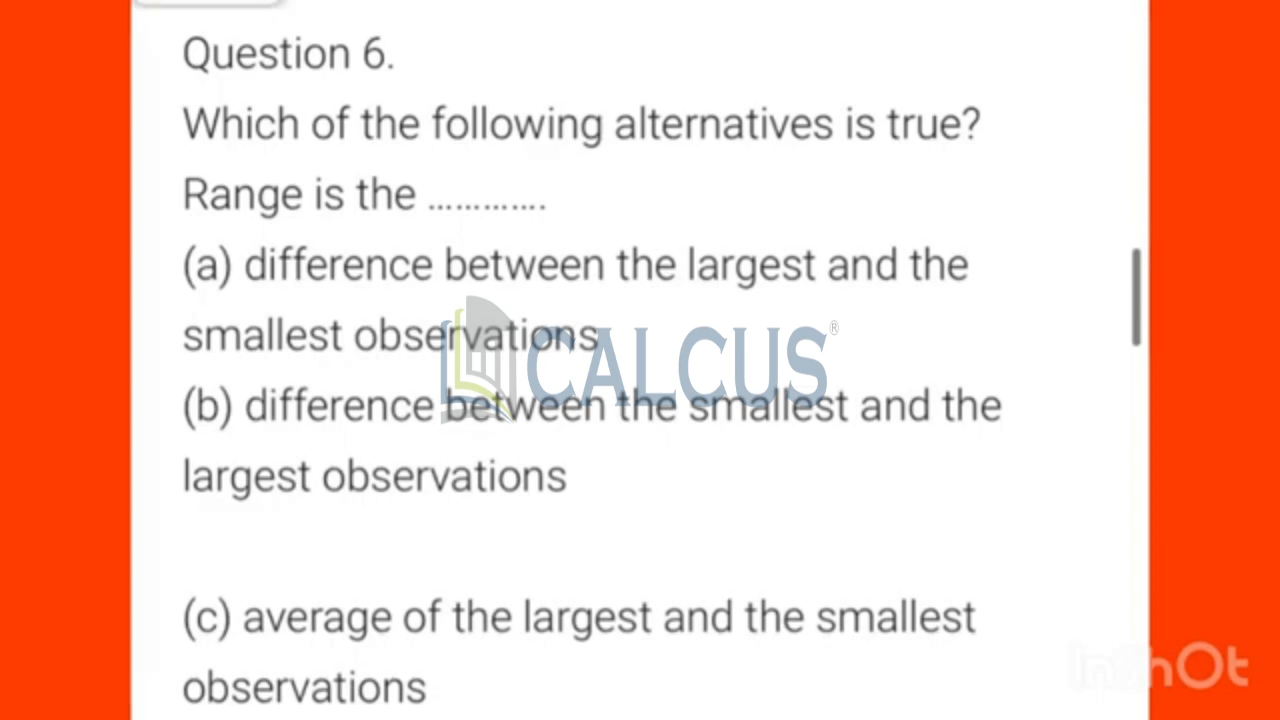 Question 6.
Which of the following alternatives is true?
Range is the ………….
(a) difference between the largest and the
smallest observations
CALCUS®
(b) difference between the smallest and the
largest observations
(c) average of the largest and the smallest
observations
InShOt